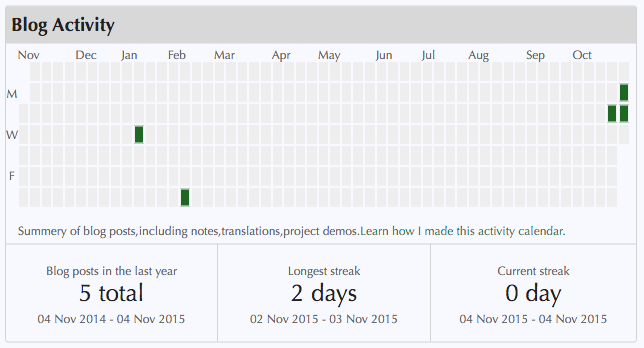 Blog Activity
Nov Dec Jan Feb Mar Apr May Jun Jul Aug Sep Oct
M
W
F
Summery of blog posts,including notes,translations,project demos.Learn how I made this activity calendar.
Blog posts in the last year
5 total
04 Nov 2014 - 04 Nov 2015
Longest streak
2 days
02 Nov 2015 - 03 Nov 2015
Current streak
0 day
04 Nov 2015 - 04 Nov 2015